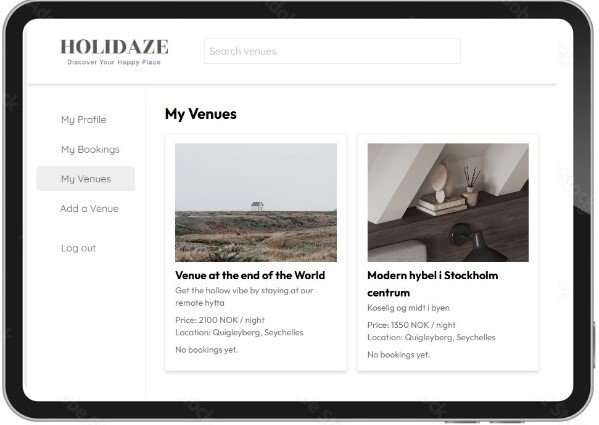 HOLIDAZE
Discover Your Happy Place
Search venues
My Profile
My Bookings
My Venues
Add a Venue
Log out
My Venues
Venue at the end of the World
Get the hollow vibe by staying at our
remote hytta
Price: 2100 NOK / night
Location: Quigleyberg, Seychelles
No bookings yet.
Modern hybel i Stockholm
centrum
Koselig og midt i byen
Price: 1350 NOK / night
Location: Quigleyberg, Seychelles
No bookings yet.